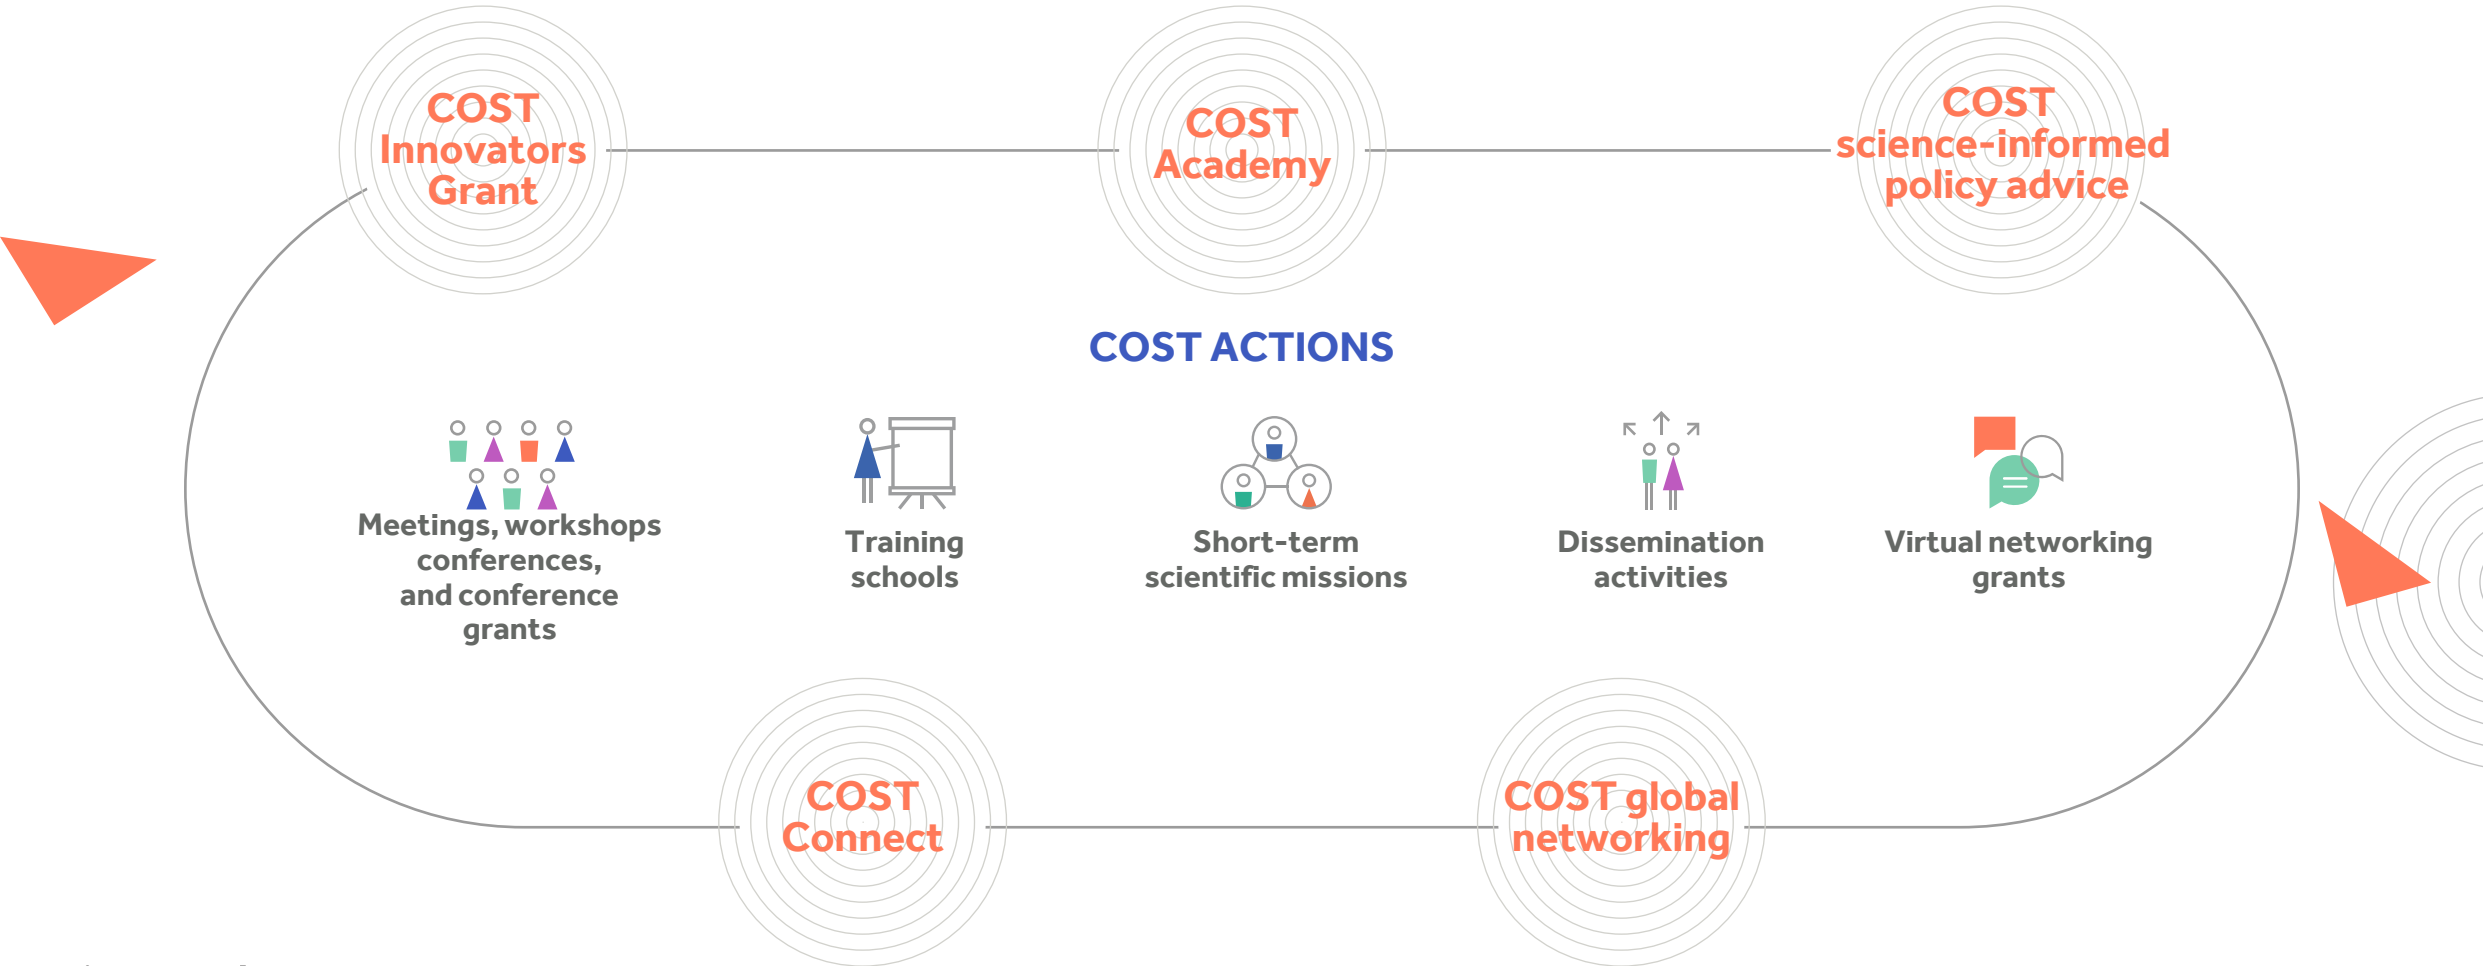 COST
Innovators
Grant
COST
Academy
COST
science-informed
policy advice
COST ACTIONS
Meetings, workshops
conferences,
and conference
grants
Training
schools
Short-term
scientific missions
Dissemination
activities
Virtual networking
grants
COST
Connect
COST global
networking